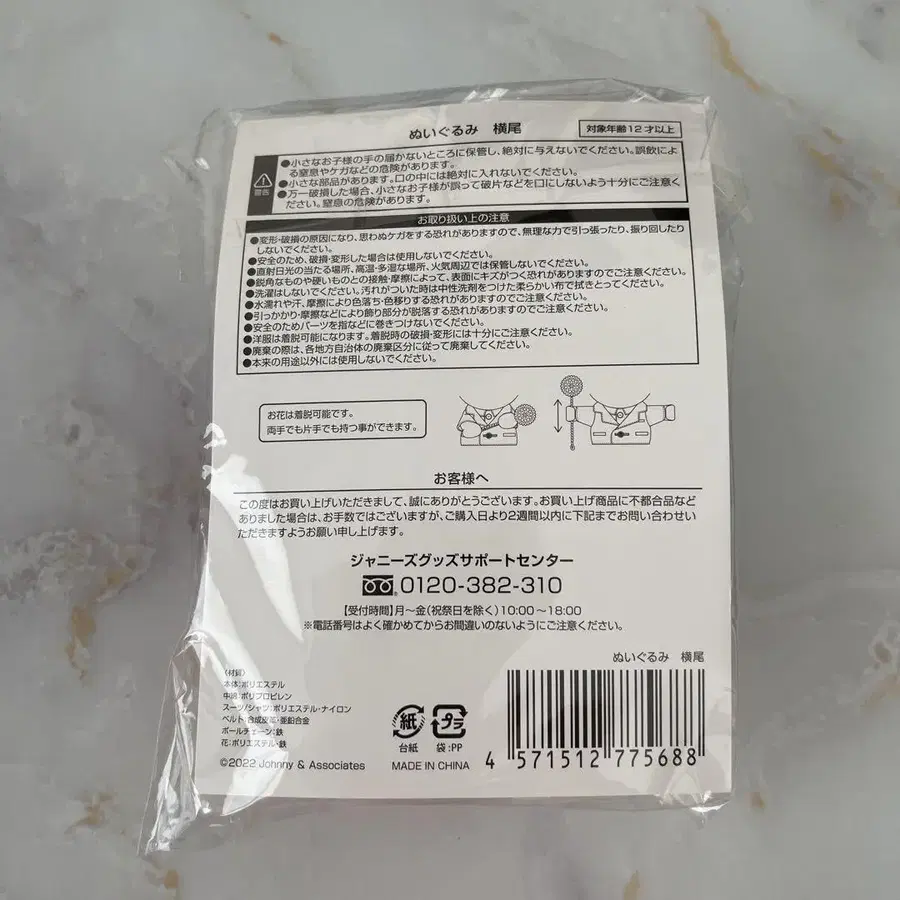 ぬいぐるみ 横尾
対象年齢12才以上
警告
●小さなお子様の手の届かないところに保管し、絶対に与えないでください。誤飲によ
る窒息やケガなどの危険があります。
●小さな部品があります。口の中には絶対に入れないでください。
●万一破損した場合、小さなお子様が誤って破片などを口にしないよう十分にご注意く
ださい。窒息の危険があります。
お取り扱い上の注意
●変形・破損の原因になり、思わぬケガをする恐れがありますので、無理な力で引っ張ったり、振り回したり
しないでください。
●安全のため、破損・変形した場合は使用しないでください。
●直射日光の当たる場所、高温・多湿な場所、火気周辺では保管しないでください。
●鋭角なものや硬いものとの接触・摩擦によって、表面にキズがつく恐れがありますのでご注意ください。
●洗濯はしないでください。汚れがついた時は中性洗剤をつけた柔らかい布で拭きとってください。
●水濡れや汗、摩擦により色落ち・色移りする恐れがありますのでご注意ください。
●引っかかり・摩擦などにより飾り部分が脱落する恐れがありますのでご注意ください。
●安全のためパーツを指などに巻きつけないでください。
●洋服は着脱可能になります。着脱時の破損・変形には十分にご注意ください。
●廃棄の際は、各地方自治体の廃棄区分に従って廃棄してください。
●本来の用途以外には使用しないでください。
お花は着脱可能です。
両手でも片手でも持つ事ができます。
お客様へ
この度はお買い上げいただきまして、誠にありがとうございます。お買い上げ商品に不都合品など
ありました場合は、お手数ではございますが、ご購入日より2週間以内に下記までお問い合わせい
ただきますようお願い申し上げます。
ジャニーズグッズサポートセンター
0120-382-310
【受付時間】月〜金(祝祭日を除く)10:00〜18:00
※電話番号はよく確かめてからお間違いのないようにご注意ください。
ぬいぐるみ 横尾
〈材質〉
本体:ポリエステル
中綿:ポリプロピレン
スーツ/シャツ:ポリエステル・ナイロン
ベルト:合成皮革・亜鉛合金
ボールチェーン:鉄
花:ポリエステル・鉄
©2022 Johnny & Associates
紙
台紙
プラ
袋:PP
MADE IN CHINA
4 571512 775688